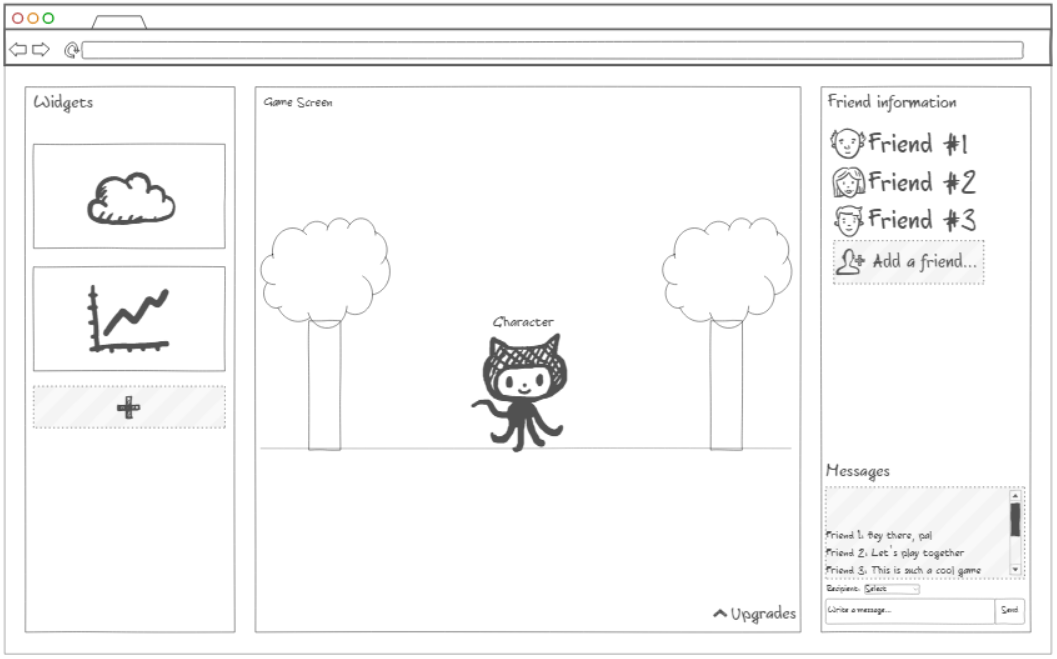 Widgets
Game Screen
Character
Upgrades
Friend information
Friend #1
Friend #2
Friend #3
Add a friend...
Messages
Friend 1: Hey there, pal
Friend 2: Let's play together
Friend 3: This is such a cool game
Recipient: Select
Write a message...
Send